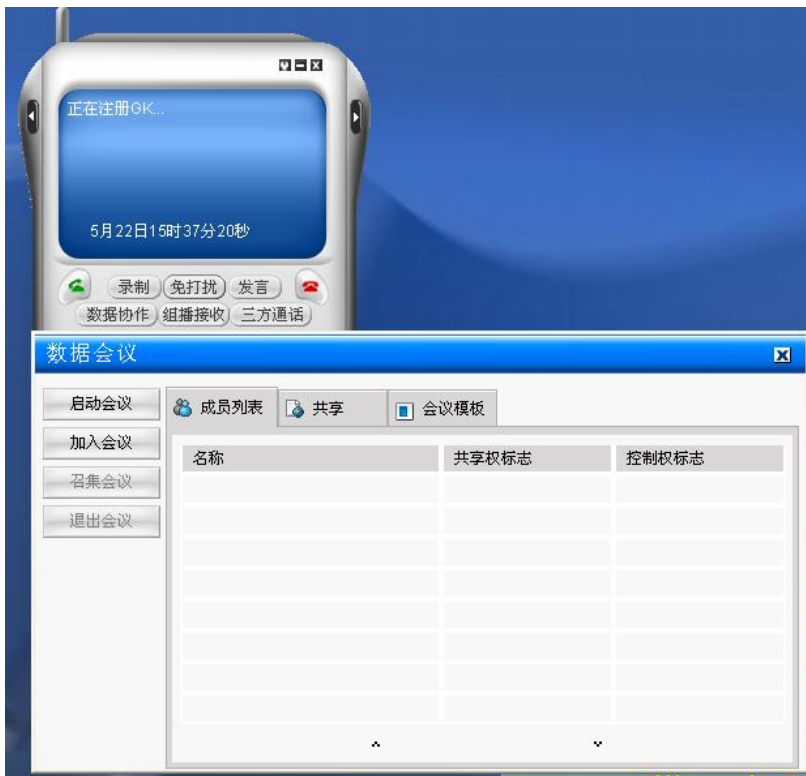 正在注册GK...
5月22日15时37分20秒
录制 免打扰 发言
数据协作 组播接收 三方通话
数据会议
启动会议
加入会议
召集会议
退出会议
成员列表 共享 会议模板
名称 共享权标志 控制权标志